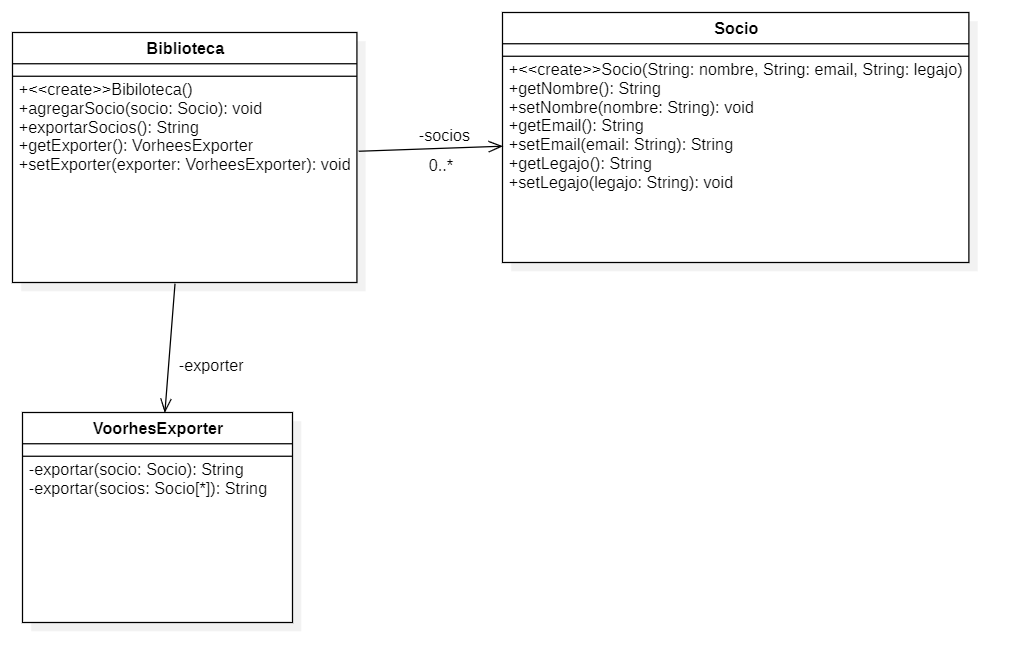 Biblioteca
+<<create>>Bibiloteca()
+agregarSocio(socio: Socio): void
+exportarSocios(): String
+getExporter(): VorheesExporter
+setExporter(exporter: VorheesExporter): void
-socios
0..*
Socio
+<<create>>Socio(String: nombre, String: email, String: legajo)
+getNombre(): String
+setNombre(nombre: String): void
+getEmail(): String
+setEmail(email: String): String
+getLegajo(): String
+setLegajo(legajo: String): void
-exporter
VoorhesExporter
-exportar(socio: Socio): String
-exportar(socios: Socio[*]): String